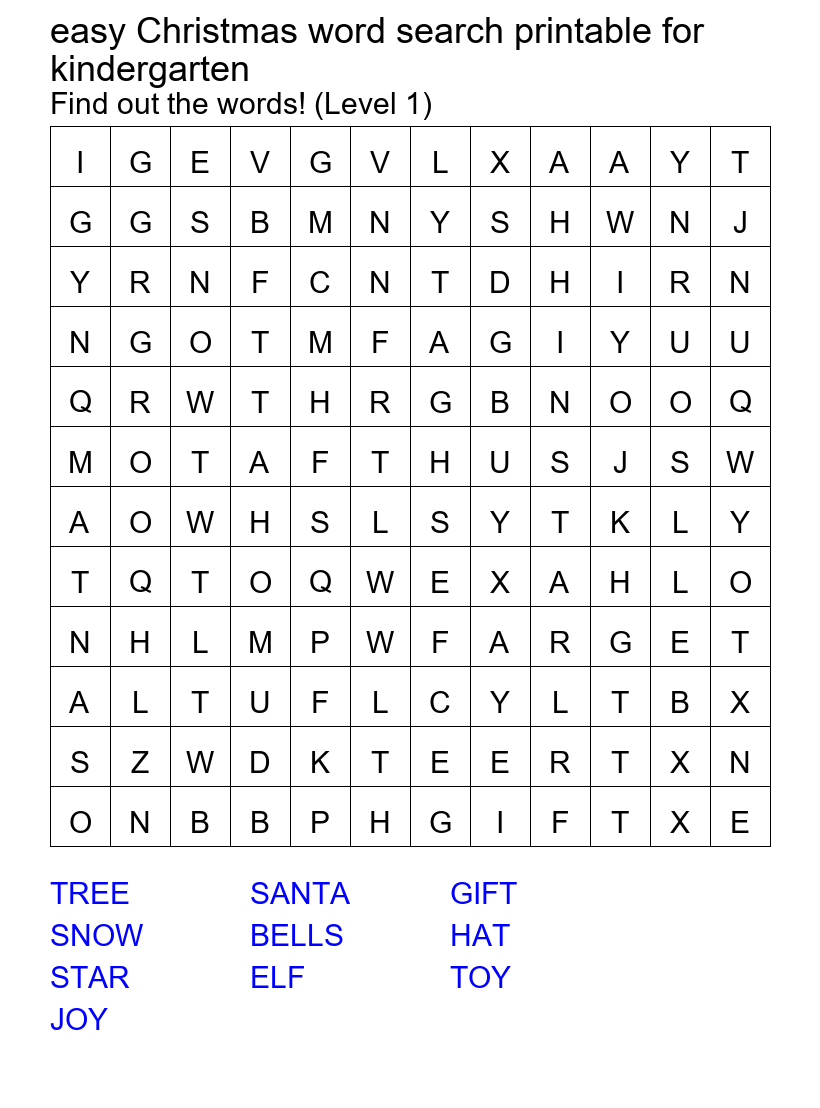 easy Christmas word search printable for
kindergarten
Find out the words! (Level 1)
I G E V G V L X A A Y T
G G S B M N Y S H W N J
Y R N F C N T D H I R N
N G O T M F A G I Y U U
Q R W T H R G B N O O Q
M O T A F T H U S J S W
A O W H S L S Y T K L Y
T Q T O Q W E X A H L O
N H L M P W F A R G E T
A L T U F L C Y L T B X
S Z W D K T E E R T X N
O N B B P H G I F T X E
TREE SANTA GIFT
SNOW BELLS HAT
STAR ELF TOY
JOY